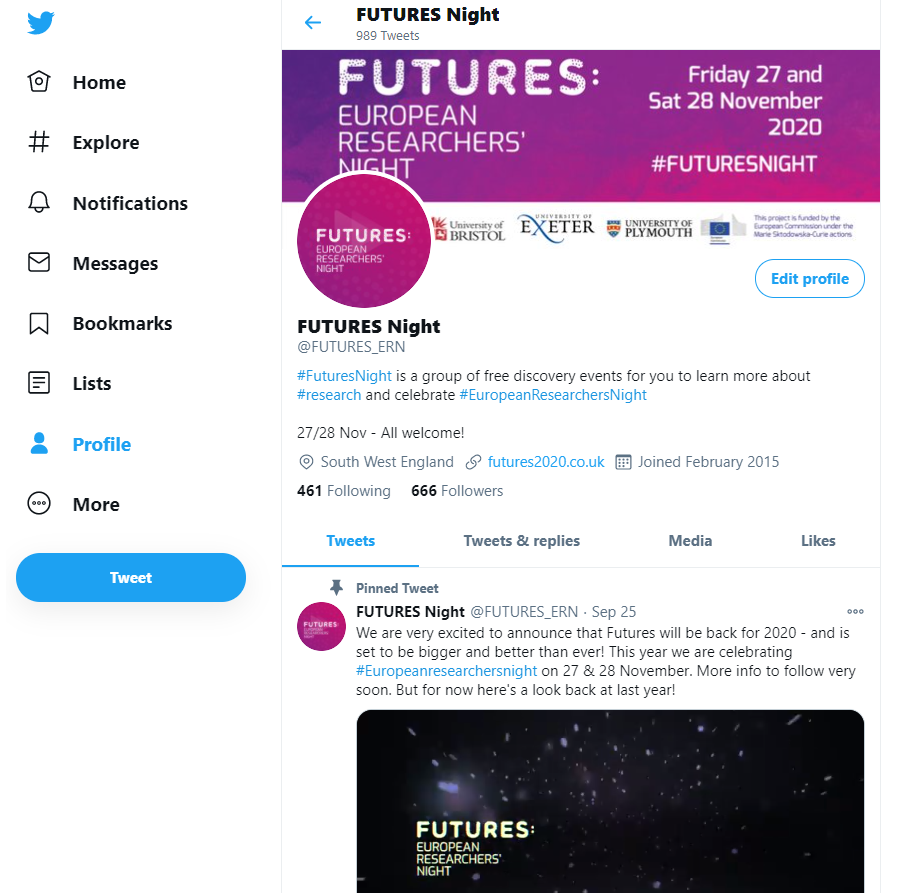 FUTURES Night
989 Tweets
Home
Explore
Notifications
Messages
Bookmarks
Lists
Profile
More
Tweet
FUTURES:
EUROPEAN
RESEARCHERS'
NIGHT
Friday 27 and
Sat 28 November
2020
#FUTURESNIGHT
FUTURES:
EUROPEAN
RESEARCHERS'
NIGHT
University of
BRISTOL
UNIVERSITY OF
EXETER
UNIVERSITY OF
PLYMOUTH
This project is funded by the
European Commission under the
Marie Skłodowska-Curie actions
Edit profile
FUTURES Night
@FUTURES_ERN
#FuturesNight is a group of free discovery events for you to learn more about
#research and celebrate #EuropeanResearchersNight
27/28 Nov - All welcome!
South West England futures2020.co.uk Joined February 2015
461 Following 666 Followers
Tweets Tweets & replies Media Likes
Pinned Tweet
FUTURES Night @FUTURES_ERN · Sep 25
We are very excited to announce that Futures will be back for 2020 - and is
set to be bigger and better than ever! This year we are celebrating
#Europeanresearchersnight on 27 & 28 November. More info to follow very
soon. But for now here's a look back at last year!
FUTURES:
EUROPEAN
RESEARCHERS'
NIGHT
FUTURES:
EUROPEAN
RESEARCHERS'
NIGHT